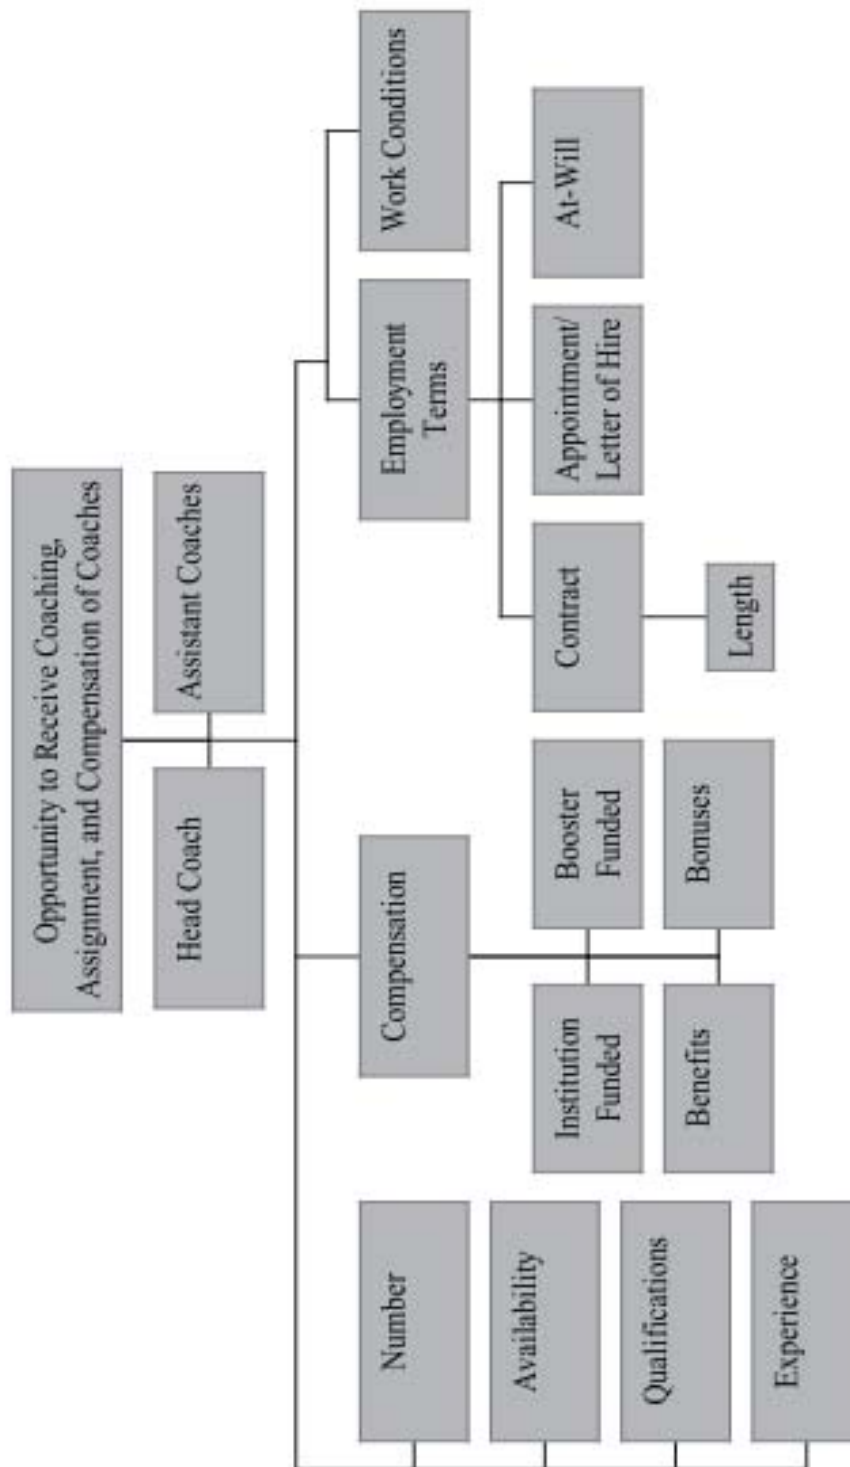 Opportunity to Receive Coaching,
Assignment, and Compensation of Coaches
Head Coach
Assistant Coaches
Number
Availability
Qualifications
Experience
Compensation
Institution
Funded
Booster
Funded
Benefits
Bonuses
Employment
Terms
Work Conditions
Contract
Appointment/
Letter of Hire
At-Will
Length